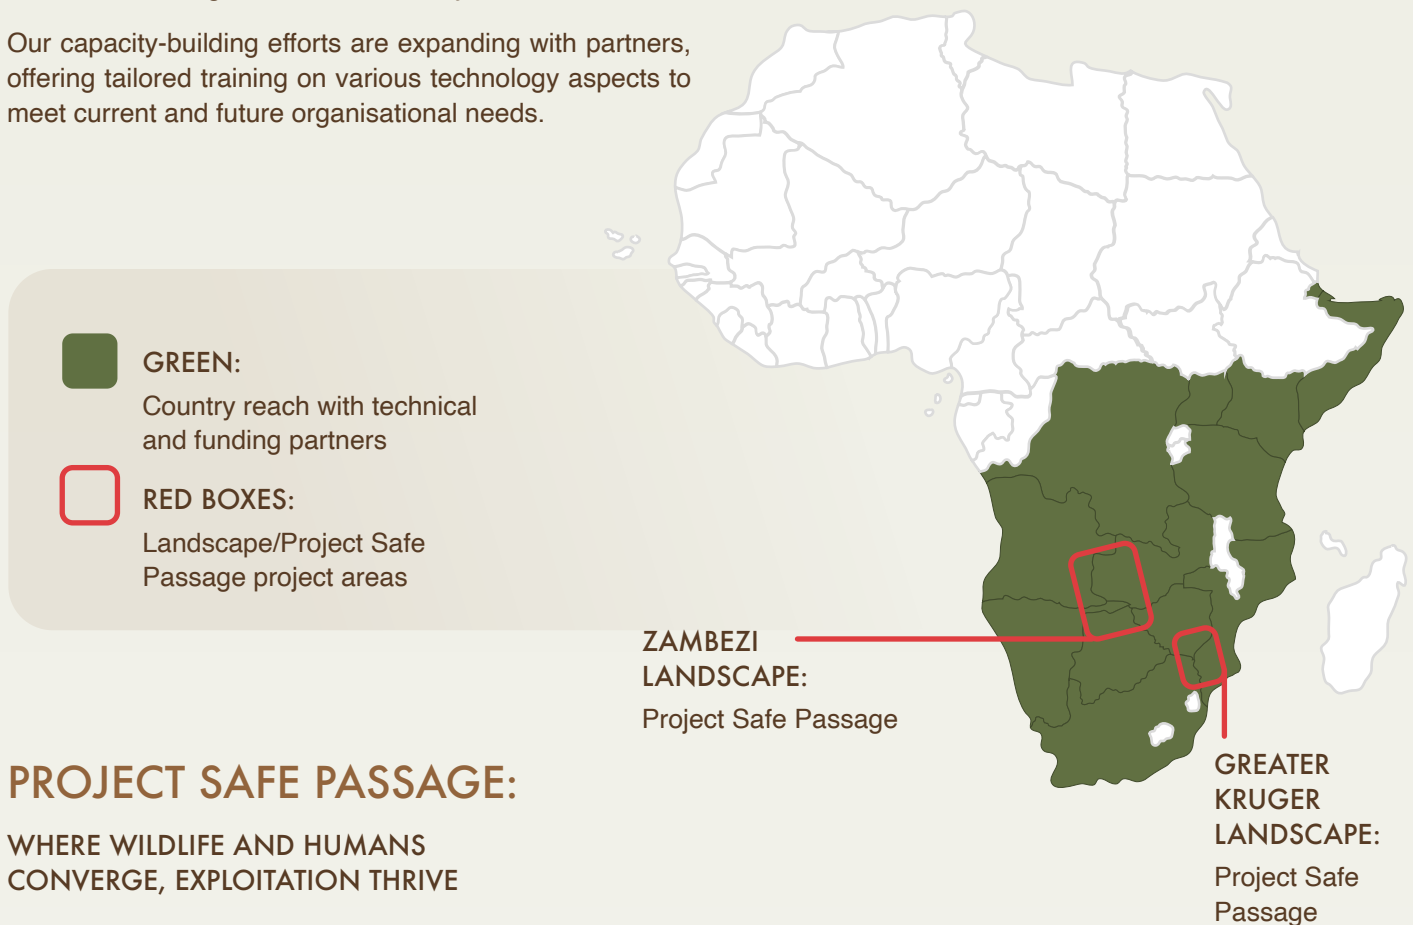 Our capacity-building efforts are expanding with partners,
offering tailored training on various technology aspects to
meet current and future organisational needs.
GREEN:
Country reach with technical
and funding partners
RED BOXES:
Landscape/Project Safe
Passage project areas
ZAMBEZI
LANDSCAPE:
Project Safe Passage
GREATER
KRUGER
LANDSCAPE:
Project Safe
Passage
PROJECT SAFE PASSAGE:
WHERE WILDLIFE AND HUMANS
CONVERGE, EXPLOITATION THRIVE